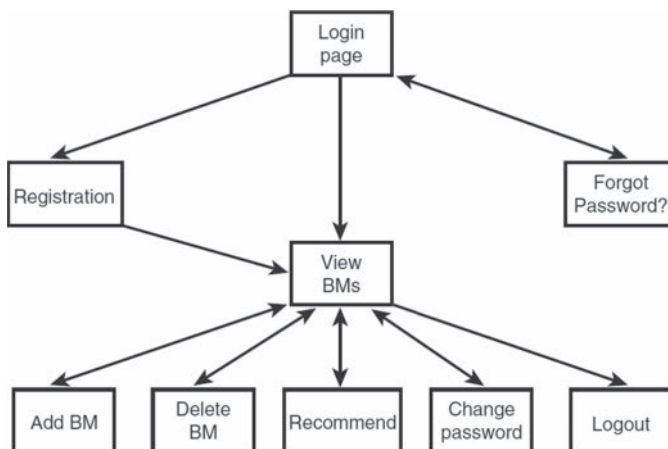 Login
page
Registration
Forgot
Password?
View
BMs
Add BM
Delete
BM
Recommend
Change
password
Logout